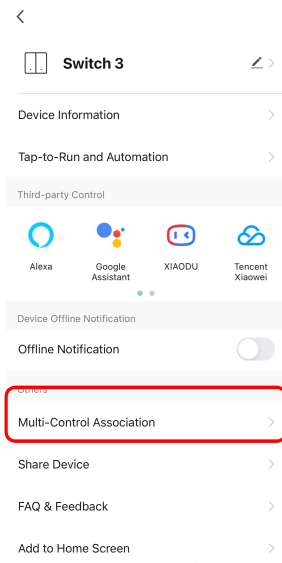 Switch 3
Device Information
Tap-to-Run and Automation
Third-party Control
Alexa
Google
Assistant
XIAODU
Tencent
Xiaowei
Device Offline Notification
Offline Notification
Others
Multi-Control Association
Share Device
FAQ & Feedback
Add to Home Screen